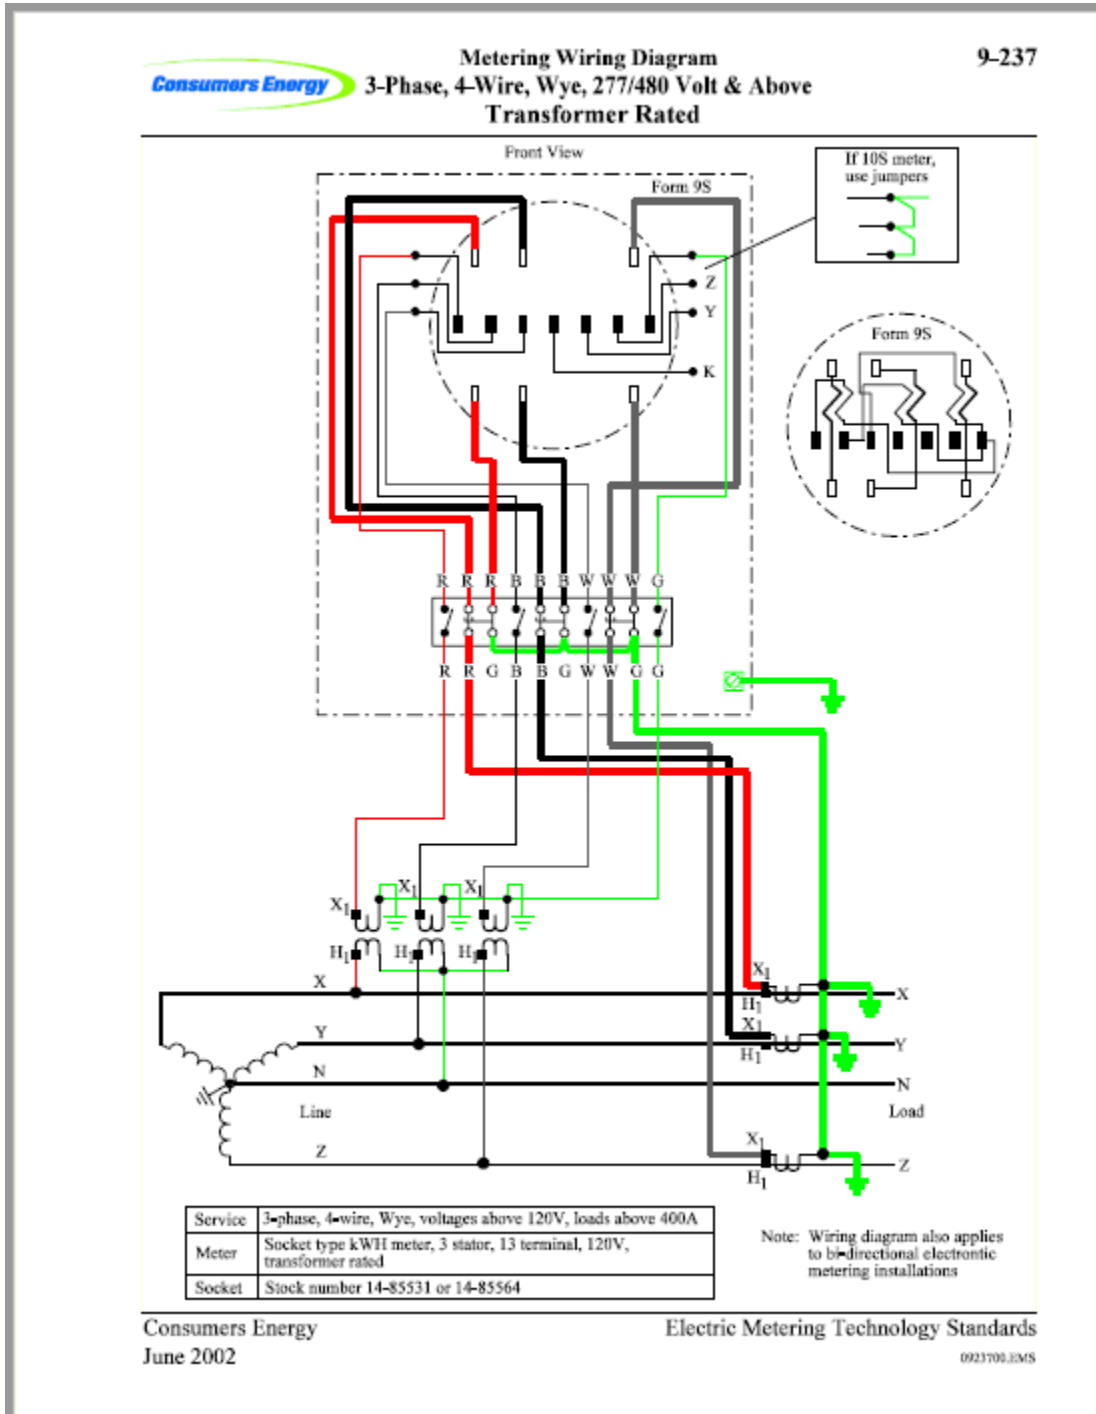 Metering Wiring Diagram
9-237
Consumers Energy
3-Phase, 4-Wire, Wye, 277/480 Volt & Above
Transformer Rated
Front View
If 10S meter,
use jumpers
Form 9S
Z
Y
K
Form 9S
R R R B B B W W W G
R R G B B G W W G G
X1 X1 X1
H1 H1 H1
X X1 X
H1
Y X1 Y
H1
N N
Line Load
Z X1 Z
H1
Service 3-phase, 4-wire, Wye, voltages above 120V, loads above 400A
Meter Socket type kWH meter, 3 stator, 13 terminal, 120V,
transformer rated
Socket Stock number 14-85531 or 14-85564
Note: Wiring diagram also applies
to bi-directional electrontic
metering installations
Consumers Energy Electric Metering Technology Standards
June 2002 0923700.EMS